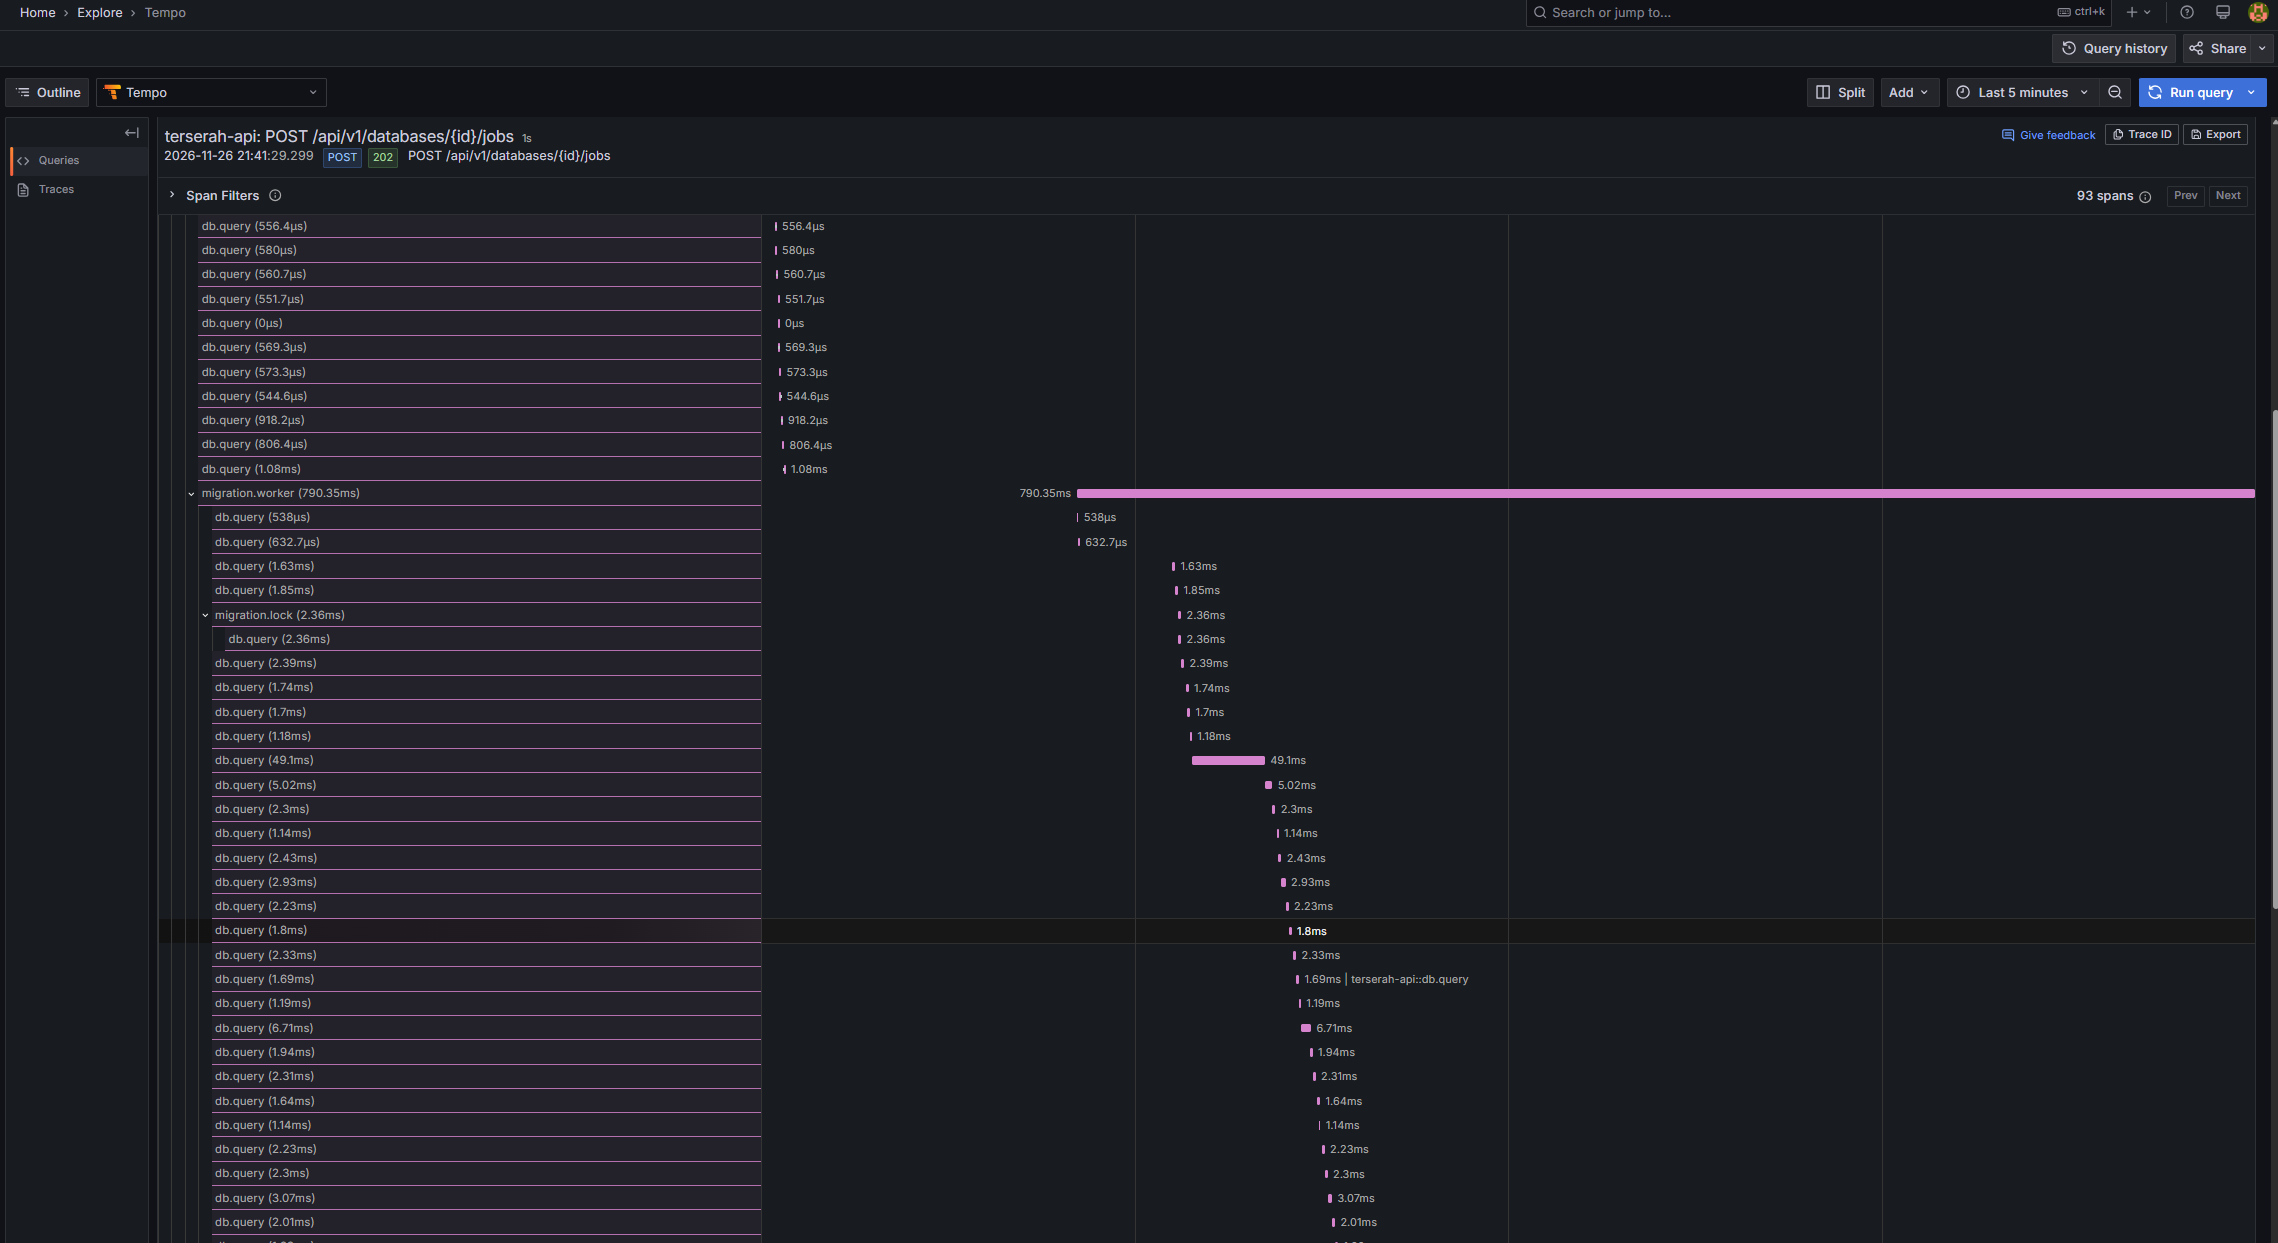 Home › Explore › Tempo
Search or jump to...
ctrl+k
Query history
Share
Outline
Tempo
Split
Add
Last 5 minutes
Run query
Queries
Traces
terserah-api: POST /api/v1/databases/{id}/jobs 1s
2026-11-26 21:41:29.299 POST 202 POST /api/v1/databases/{id}/jobs
Give feedback
Trace ID
Export
Span Filters
93 spans
Prev
Next
db.query (556.4μs) 556.4μs
db.query (580μs) 580μs
db.query (560.7μs) 560.7μs
db.query (551.7μs) 551.7μs
db.query (0μs) 0μs
db.query (569.3μs) 569.3μs
db.query (573.3μs) 573.3μs
db.query (544.6μs) 544.6μs
db.query (918.2μs) 918.2μs
db.query (806.4μs) 806.4μs
db.query (1.08ms) 1.08ms
migration.worker (790.35ms) 790.35ms
db.query (538μs) 538μs
db.query (632.7μs) 632.7μs
db.query (1.63ms) 1.63ms
db.query (1.85ms) 1.85ms
migration.lock (2.36ms) 2.36ms
db.query (2.36ms) 2.36ms
db.query (2.39ms) 2.39ms
db.query (1.74ms) 1.74ms
db.query (1.7ms) 1.7ms
db.query (1.18ms) 1.18ms
db.query (49.1ms) 49.1ms
db.query (5.02ms) 5.02ms
db.query (2.3ms) 2.3ms
db.query (1.14ms) 1.14ms
db.query (2.43ms) 2.43ms
db.query (2.93ms) 2.93ms
db.query (2.23ms) 2.23ms
db.query (1.8ms) 1.8ms
db.query (2.33ms) 2.33ms
db.query (1.69ms) 1.69ms | terserah-api::db.query
db.query (1.19ms) 1.19ms
db.query (6.71ms) 6.71ms
db.query (1.94ms) 1.94ms
db.query (2.31ms) 2.31ms
db.query (1.64ms) 1.64ms
db.query (1.14ms) 1.14ms
db.query (2.23ms) 2.23ms
db.query (2.3ms) 2.3ms
db.query (3.07ms) 3.07ms
db.query (2.01ms) 2.01ms